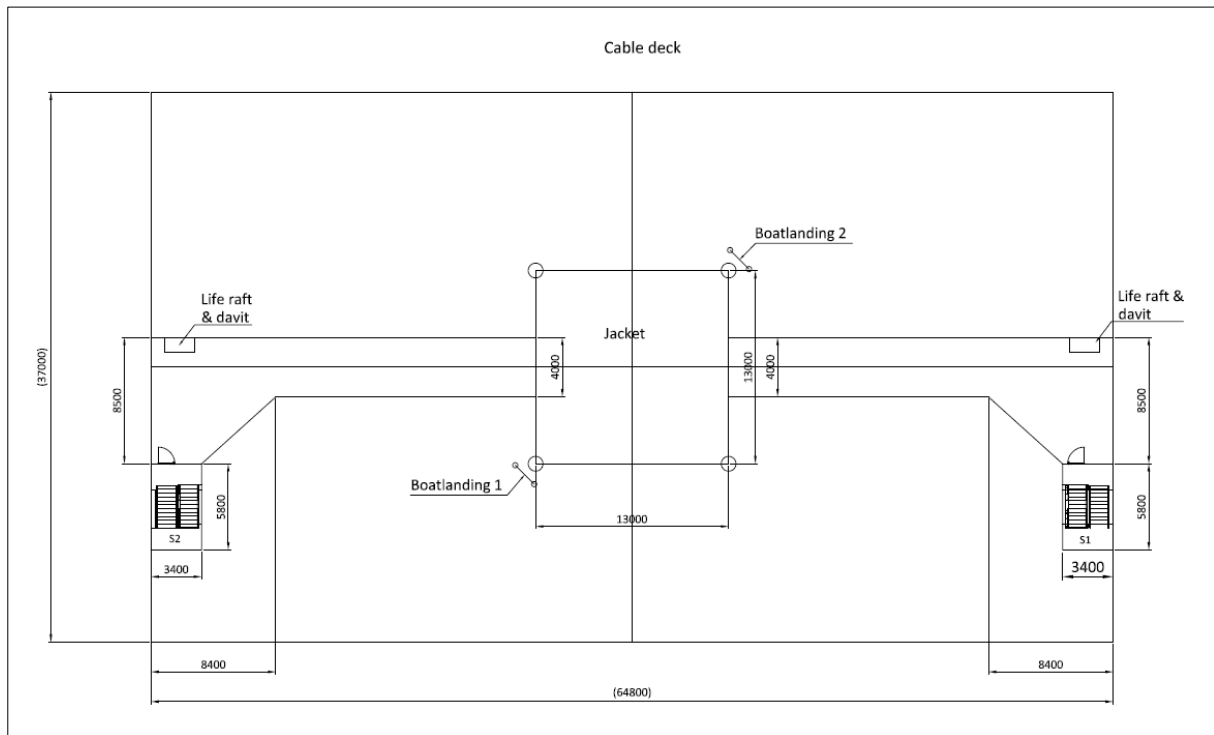 Cable deck
Boatlanding 2
Life raft
& davit
Life raft &
davit
Jacket
(37000)
8500
4000
13000
4000
8500
Boatlanding 1
5800
13000
5800
S2
S1
3400
3400
8400
8400
(64800)